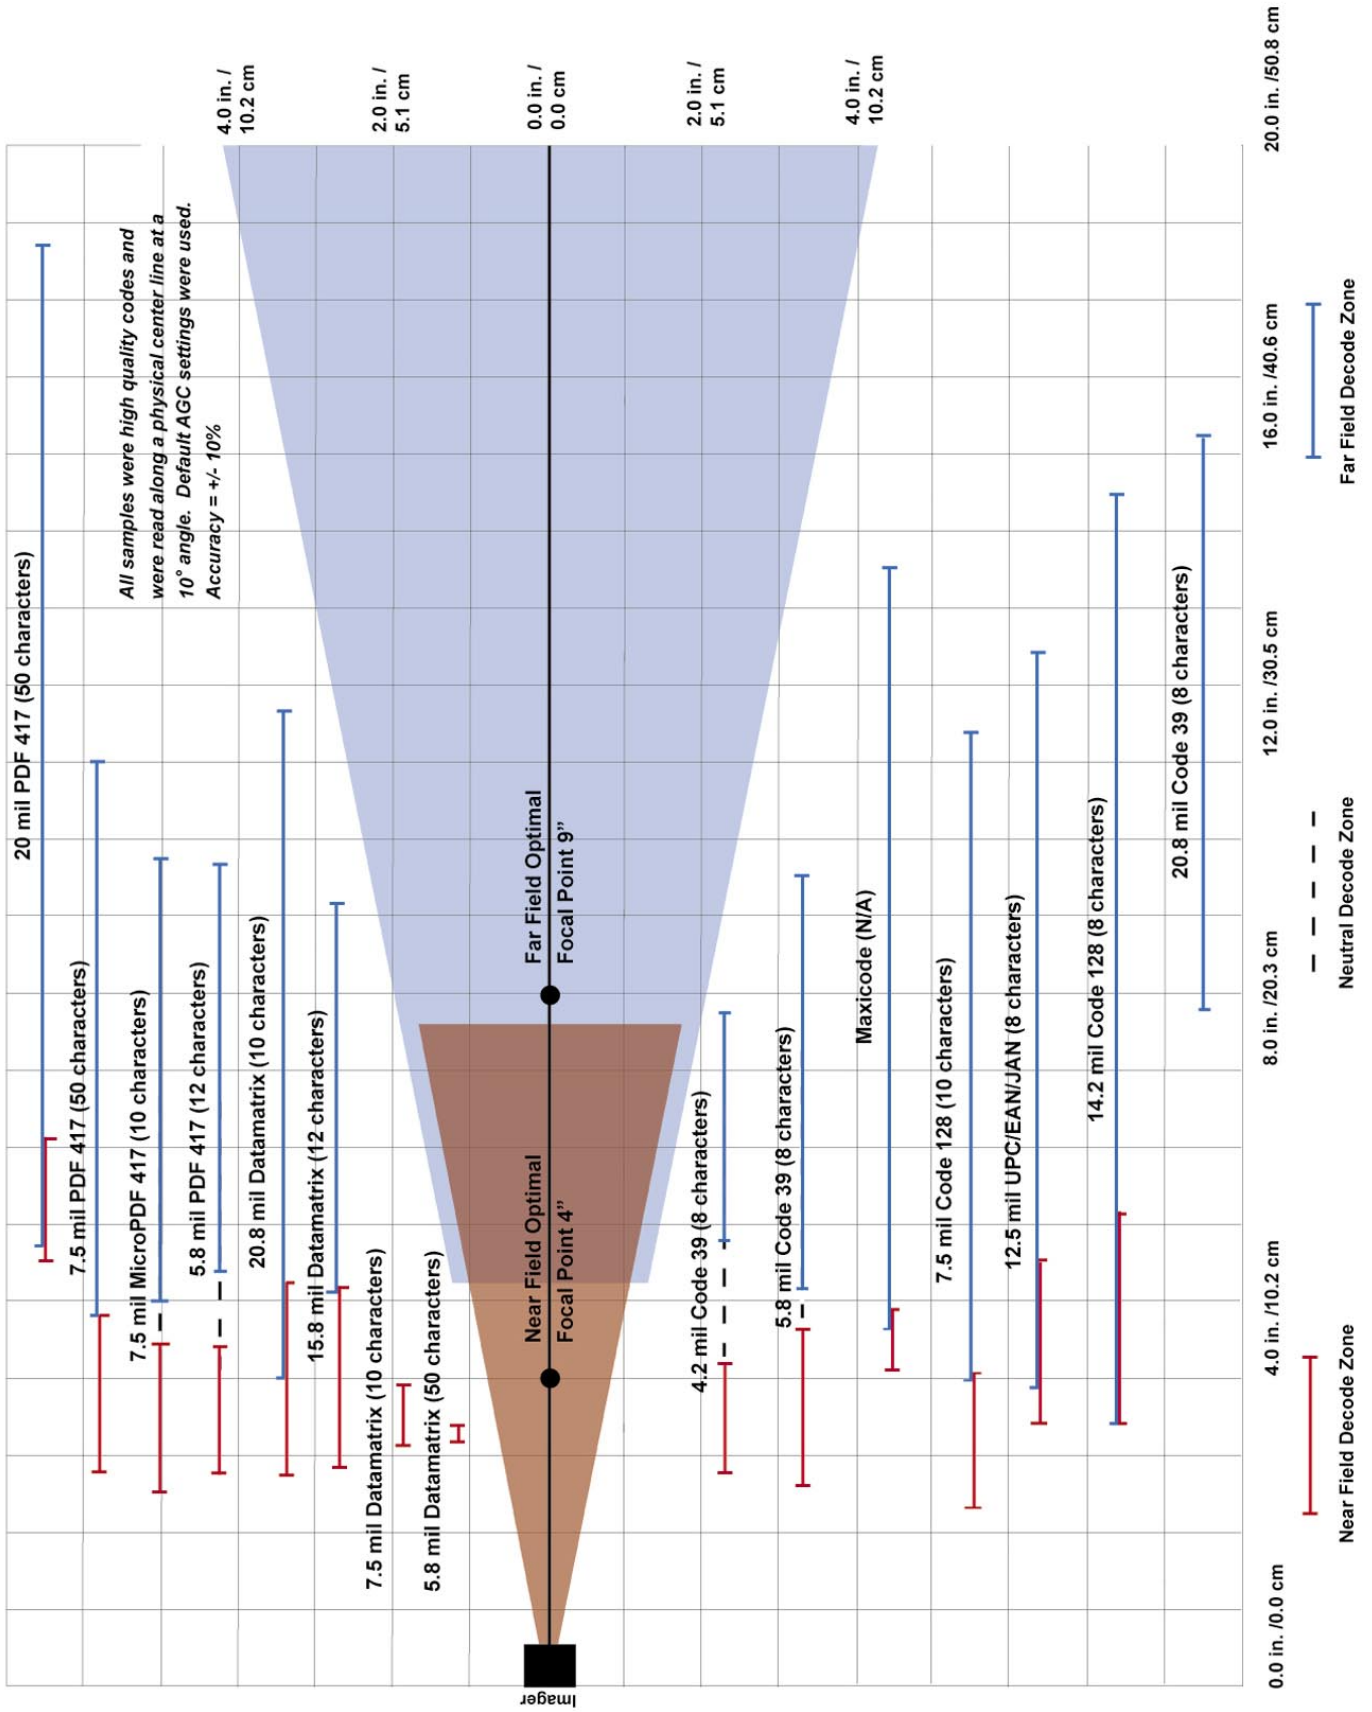 20 mil PDF 417 (50 characters)
All samples were high quality codes and
were read along a physical center line at a
10° angle. Default AGC settings were used.
Accuracy = +/- 10%
7.5 mil PDF 417 (50 characters)
7.5 mil MicroPDF 417 (10 characters)
5.8 mil PDF 417 (12 characters)
20.8 mil Datamatrix (10 characters)
15.8 mil Datamatrix (12 characters)
7.5 mil Datamatrix (10 characters)
5.8 mil Datamatrix (50 characters)
4.0 in. /
10.2 cm
2.0 in. /
5.1 cm
0.0 in. /
0.0 cm
2.0 in. /
5.1 cm
4.0 in. /
10.2 cm
Imager
Near Field Optimal
Focal Point 4”
Far Field Optimal
Focal Point 9”
4.2 mil Code 39 (8 characters)
5.8 mil Code 39 (8 characters)
Maxicode (N/A)
7.5 mil Code 128 (10 characters)
12.5 mil UPC/EAN/JAN (8 characters)
14.2 mil Code 128 (8 characters)
20.8 mil Code 39 (8 characters)
0.0 in. /0.0 cm
4.0 in. /10.2 cm
8.0 in. /20.3 cm
12.0 in. /30.5 cm
16.0 in. /40.6 cm
20.0 in. /50.8 cm
Near Field Decode Zone
Neutral Decode Zone
Far Field Decode Zone